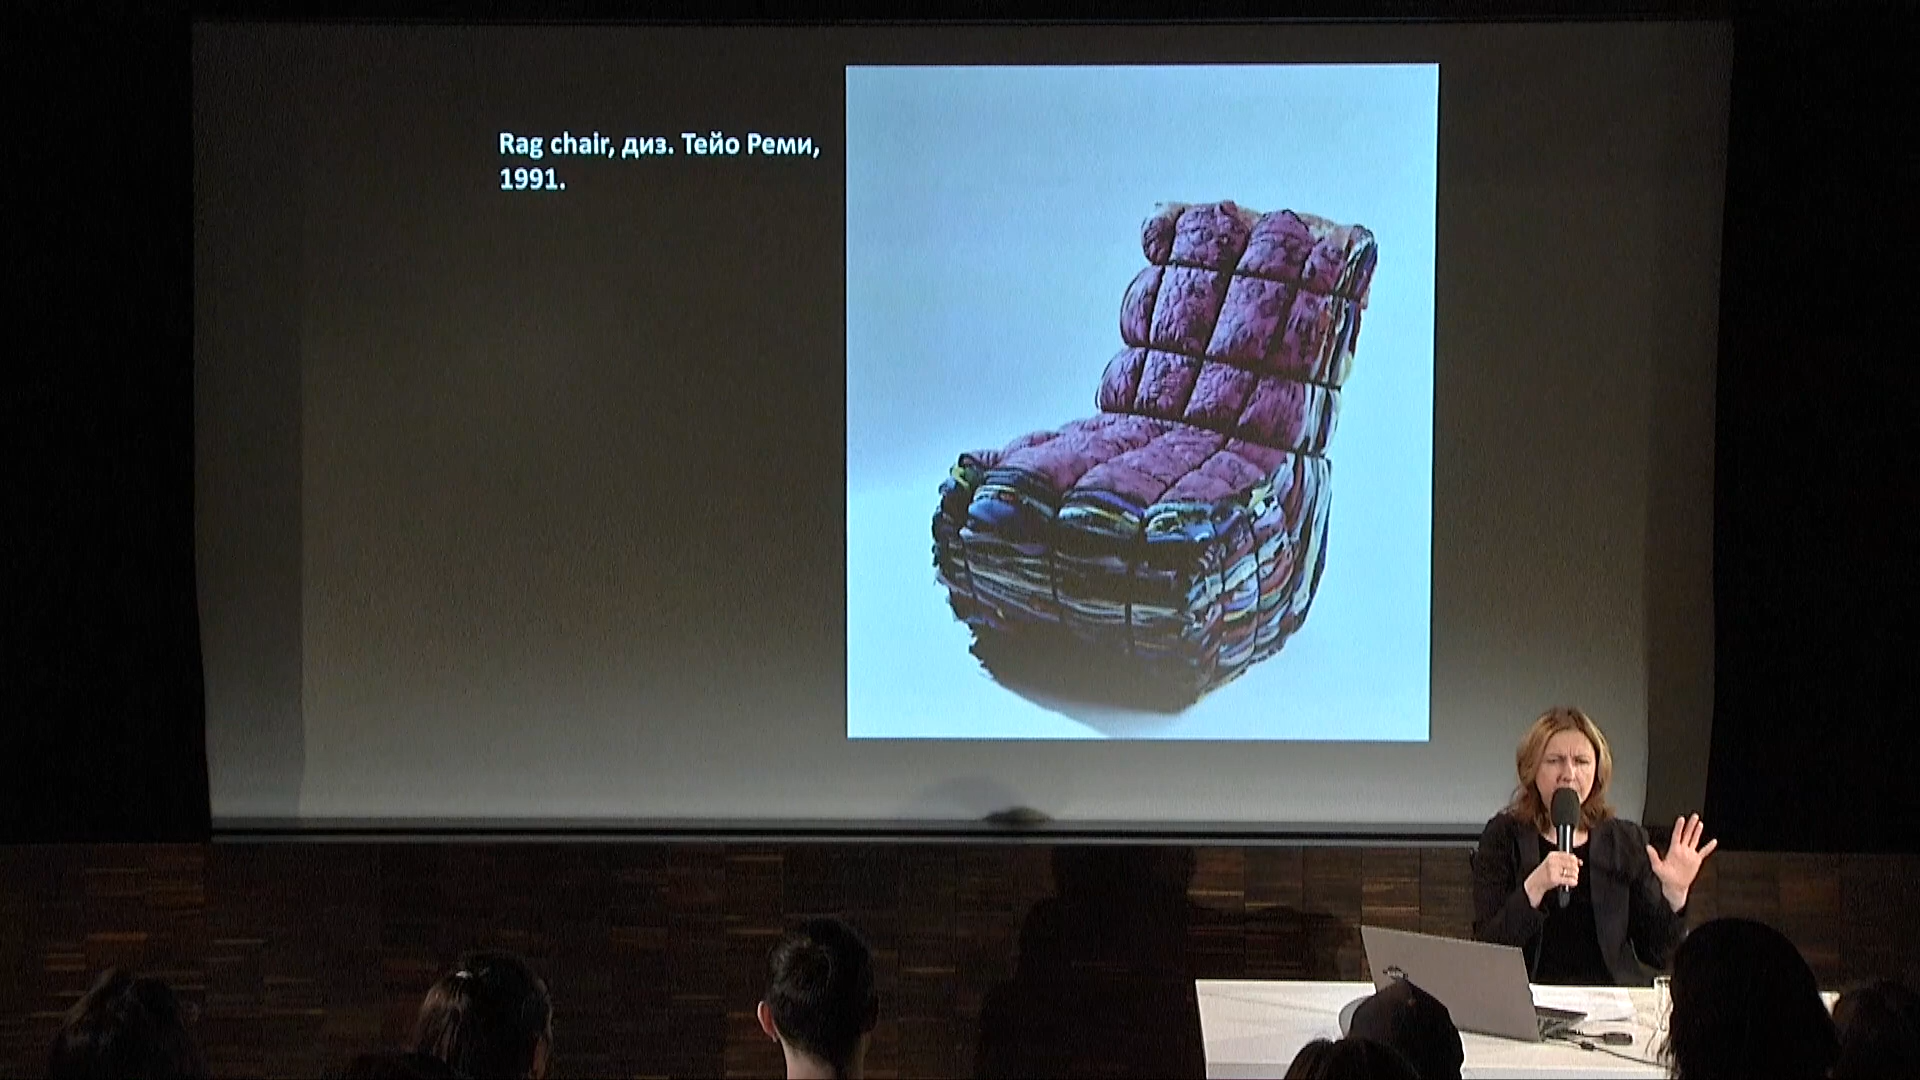 Rag chair, диз. Тейо Реми,
1991.